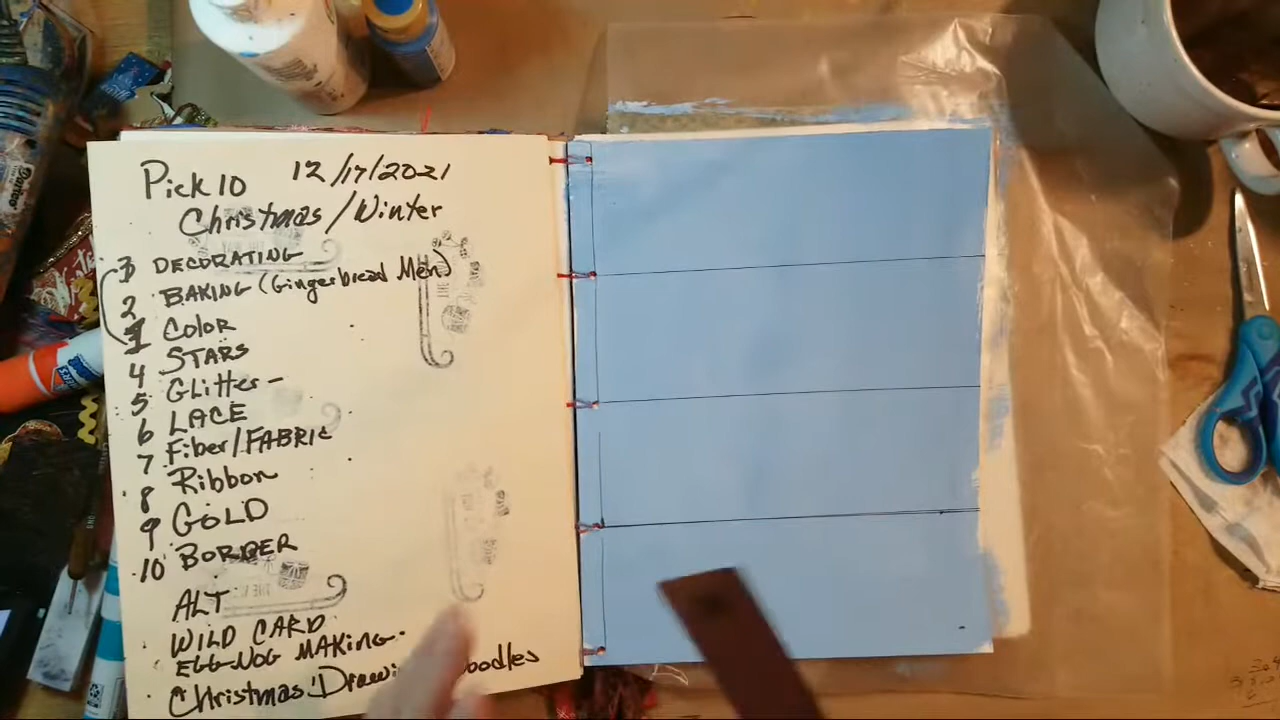 Pick 10 12/17/2021
Christmas/Winter
3 DECORATING
2 BAKING (Gingerbread Men)
1 Color
4 STARS
5 Glitter-
6 LACE
7 Fiber/FABRIC
8 Ribbon
9 GOLD
10 BORDER
ALT
WILD CARD
EGG-NOG MAKING.
Christmas Doodles